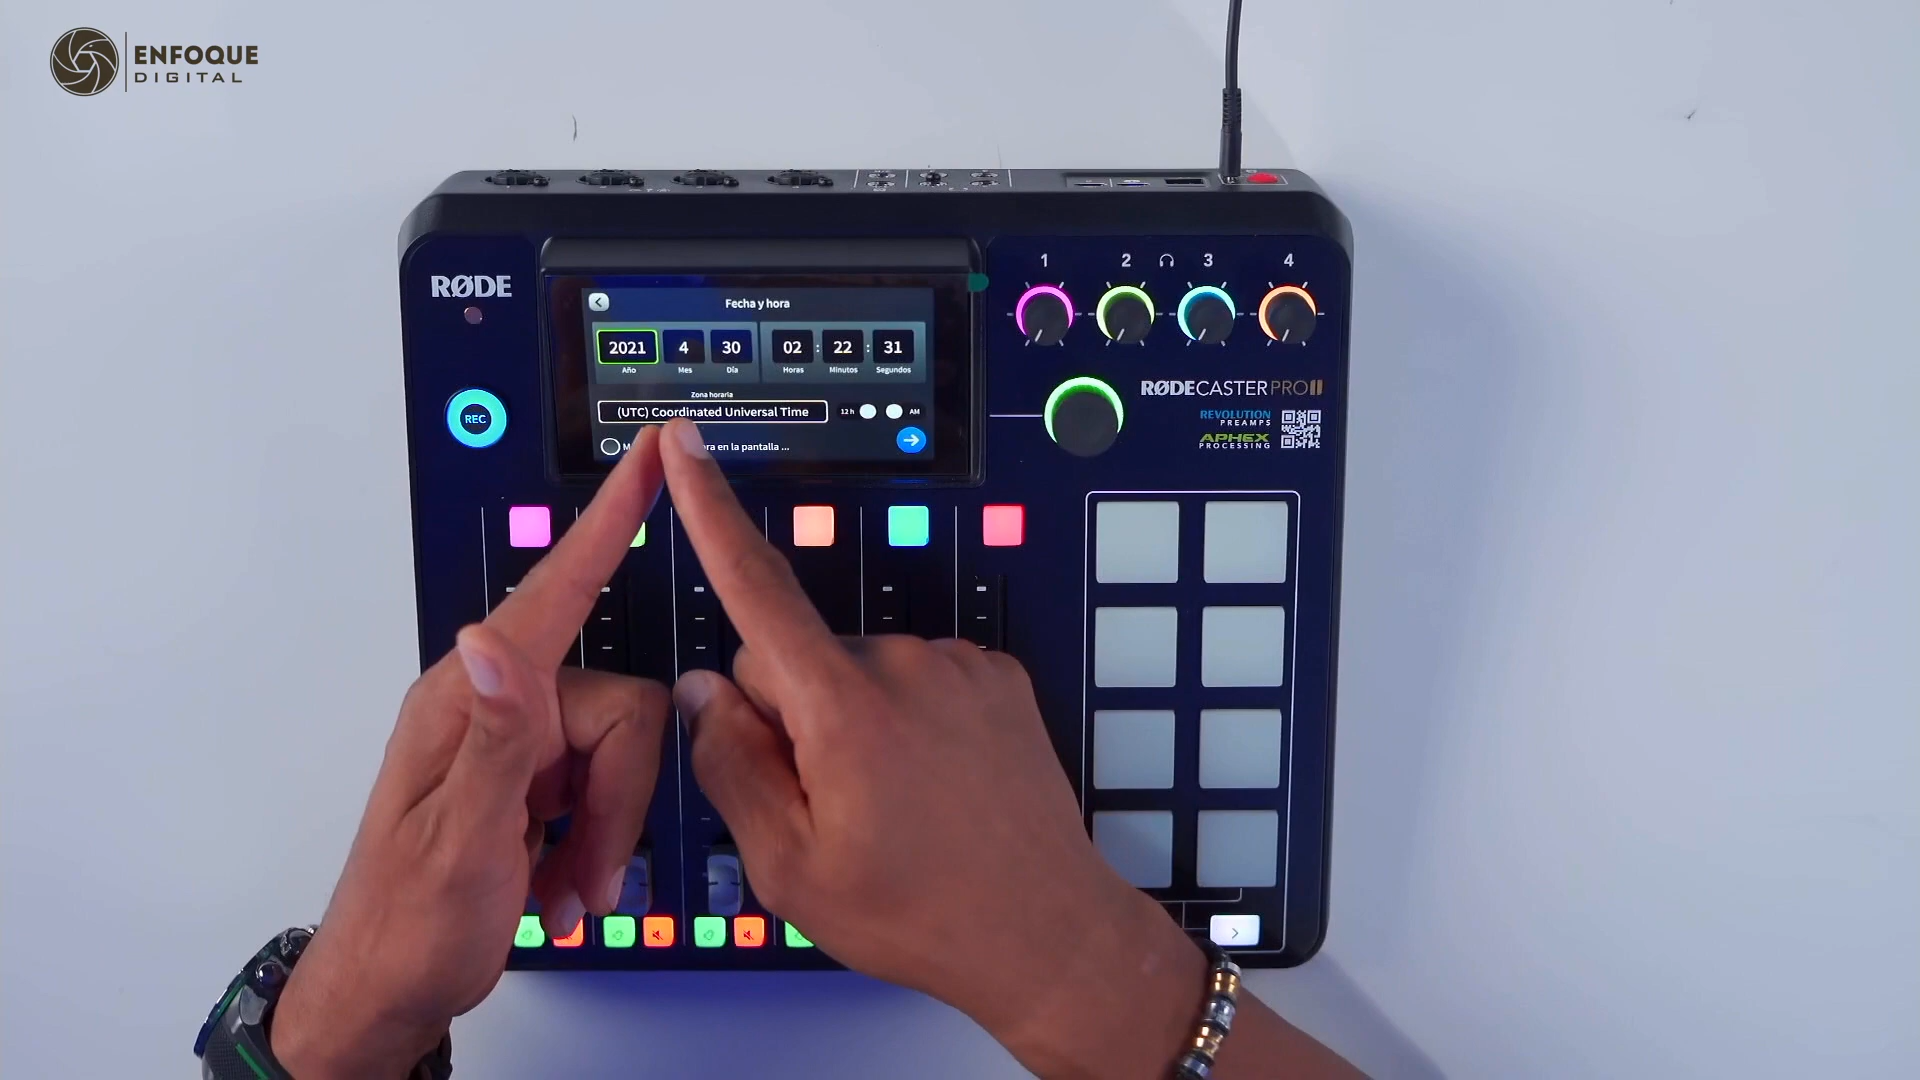 ENFOQUE
DIGITAL
RØDE
REC
Fecha y hora
2021 4 30 02 : 22 : 31
Año Mes Día Horas Minutos Segundos
Zona horaria
(UTC) Coordinated Universal Time
12 h AM
en la pantalla ...
1 2 3 4
RØDECASTER PRO II
REVOLUTION
PREAMPS
APHEX
PROCESSING